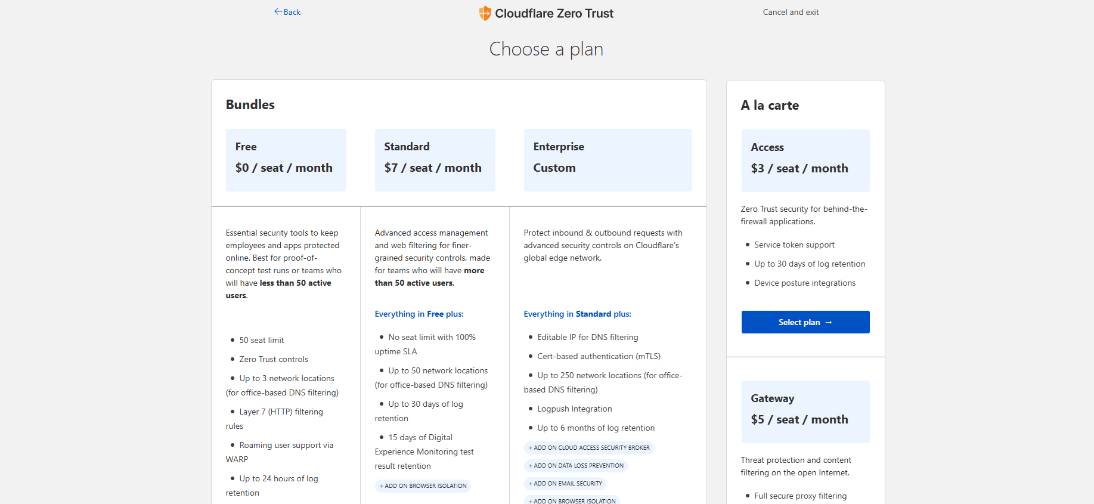 ←Back
Cloudflare Zero Trust
Cancel and exit
Choose a plan
Bundles
Free
$0 / seat / month
Standard
$7 / seat / month
Enterprise
Custom
Essential security tools to keep
employees and apps protected
online. Best for proof-of-
concept test runs or teams who
will have less than 50 active
users.
• 50 seat limit
• Zero Trust controls
• Up to 3 network locations
(for office-based DNS filtering)
• Layer 7 (HTTP) filtering
rules
• Roaming user support via
WARP
• Up to 24 hours of log
retention
Advanced access management
and web filtering for finer-
grained security controls, made
for teams who will have more
than 50 active users.
Everything in Free plus:
• No seat limit with 100%
uptime SLA
• Up to 50 network locations
(for office-based DNS filtering)
• Up to 30 days of log
retention
• 15 days of Digital
Experience Monitoring test
result retention
+ ADD ON BROWSER ISOLATION
Protect inbound & outbound requests with
advanced security controls on Cloudflare's
global edge network.
Everything in Standard plus:
• Editable IP for DNS filtering
• Cert-based authentication (mTLS)
• Up to 250 network locations (for office-
based DNS filtering)
• Logpush Integration
• Up to 6 months of log retention
+ ADD ON CLOUD ACCESS SECURITY BROKER
+ ADD ON DATA LOSS PREVENTION
+ ADD ON EMAIL SECURITY
+ ADD ON BROWSER ISOLATION
A la carte
Access
$3 / seat / month
Zero Trust security for behind-the-
firewall applications.
• Service token support
• Up to 30 days of log retention
• Device posture integrations
Select plan →
Gateway
$5 / seat / month
Threat protection and content
filtering on the open Internet.
• Full secure proxy filtering